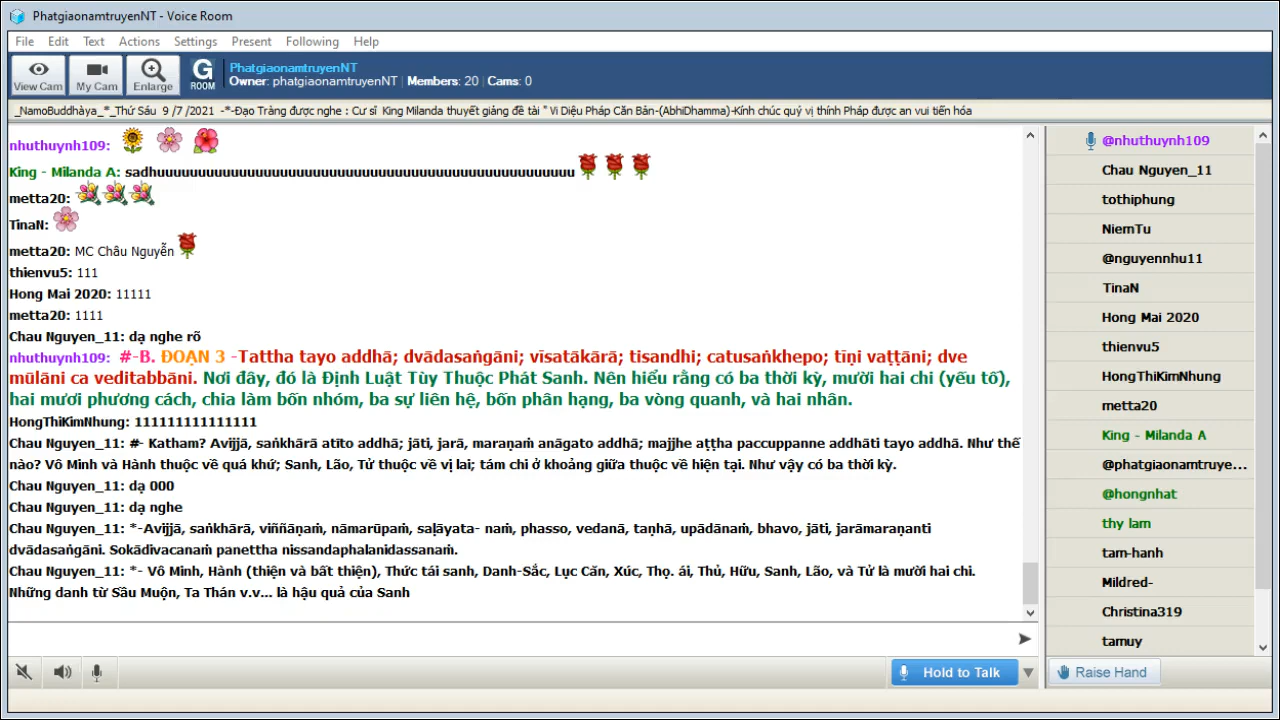 PhatgiaonamtruyenNT - Voice Room
File Edit Text Actions Settings Present Following Help
View Cam
My Cam
Enlarge
G ROOM
PhatgiaonamtruyenNT
Owner: phatgiaonamtruyenNT | Members: 20 | Cams: 0
_NamoBuddhàya_*_Thứ Sáu 9 /7 /2021 -*-Đạo Tràng được nghe : Cư sĩ King Milanda thuyết giảng đề tài " Vi Diệu Pháp Căn Bản-(AbhiDhamma)-Kính chúc quý vị thính Pháp được an vui tiến hóa
nhuthuynh109:
King - Milanda A: sadhuuuuuuuuuuuuuuuuuuuuuuuuuuuuuuuuuuuuuuuuuuuuuuuuuuu
metta20:
TinaN:
metta20: MC Châu Nguyễn
thienvu5: 111
Hong Mai 2020: 11111
metta20: 1111
Chau Nguyen_11: dạ nghe rõ
nhuthuynh109: #-B. ĐOẠN 3 -Tattha tayo addhā; dvādasaṅgāni; vīsatākārā; tisandhi; catusaṅkhepo; tīṇi vaṭṭāni; dve
mūlāni ca veditabbāni. Nơi đây, đó là Định Luật Tùy Thuộc Phát Sanh. Nên hiểu rằng có ba thời kỳ, mười hai chi (yếu tố),
hai mươi phương cách, chia làm bốn nhóm, ba sự liên hệ, bốn phân hạng, ba vòng quanh, và hai nhân.
HongThiKimNhung: 111111111111111
Chau Nguyen_11: #- Katham? Avijjā, saṅkhārā atīto addhā; jāti, jarā, maraṇaṁ anāgato addhā; majjhe aṭṭha paccuppanne addhāti tayo addhā. Như thế
nào? Vô Minh và Hành thuộc về quá khứ; Sanh, Lão, Tử thuộc về vị lai; tám chi ở khoảng giữa thuộc về hiện tại. Như vậy có ba thời kỳ.
Chau Nguyen_11: dạ 000
Chau Nguyen_11: dạ nghe
Chau Nguyen_11: *-Avijjā, saṅkhārā, viññāṇaṁ, nāmarūpaṁ, saḷāyata- naṁ, phasso, vedanā, taṇhā, upādānaṁ, bhavo, jāti, jarāmaraṇanti
dvādasaṅgāni. Sokādivacanaṁ panettha nissandaphalanidassanaṁ.
Chau Nguyen_11: *- Vô Minh, Hành (thiện và bất thiện), Thức tái sanh, Danh-Sắc, Lục Căn, Xúc, Thọ. ái, Thủ, Hữu, Sanh, Lão, và Tử là mười hai chi.
Những danh từ Sầu Muộn, Ta Thán v.v... là hậu quả của Sanh
@nhuthuynh109
Chau Nguyen_11
tothiphung
NiemTu
@nguyennhu11
TinaN
Hong Mai 2020
thienvu5
HongThiKimNhung
metta20
King - Milanda A
@phatgiaonamtruye...
@hongnhat
thy lam
tam-hanh
Mildred-
Christina319
tamuy
Hold to Talk
Raise Hand